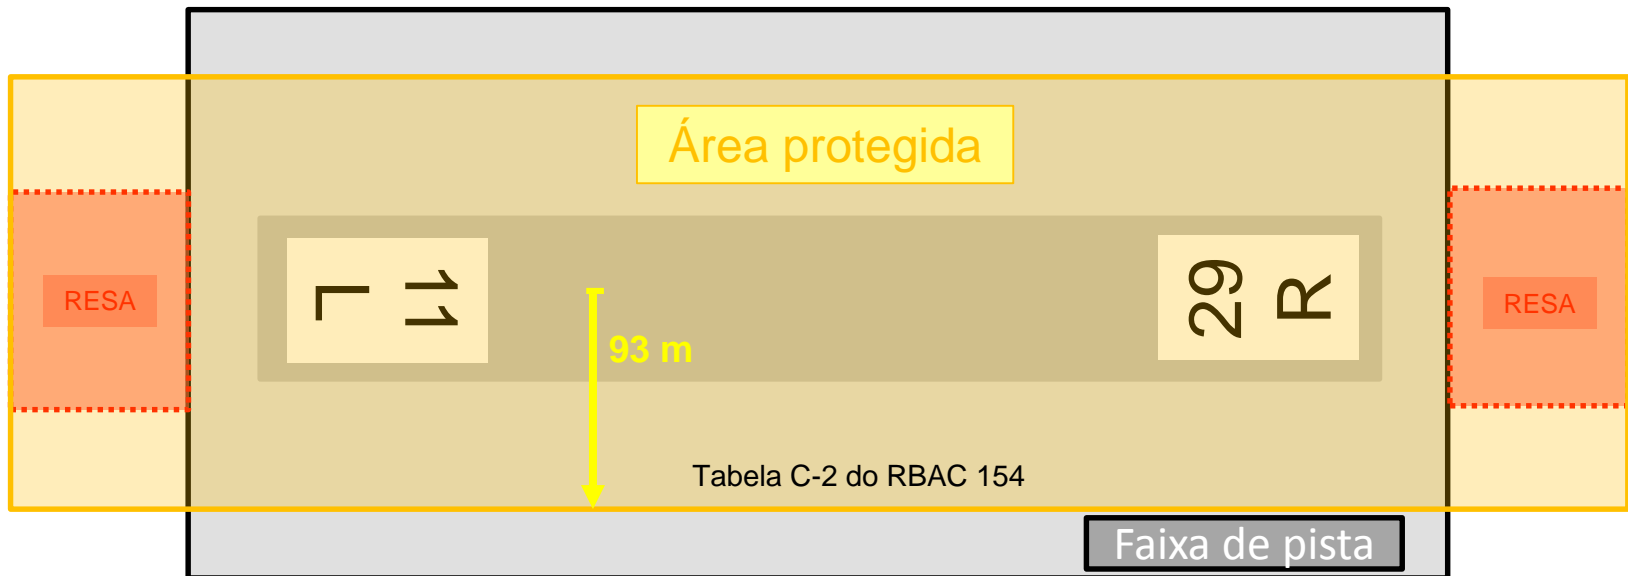 Área protegida
RESA
11
L
93 m
29
R
RESA
Tabela C-2 do RBAC 154
Faixa de pista